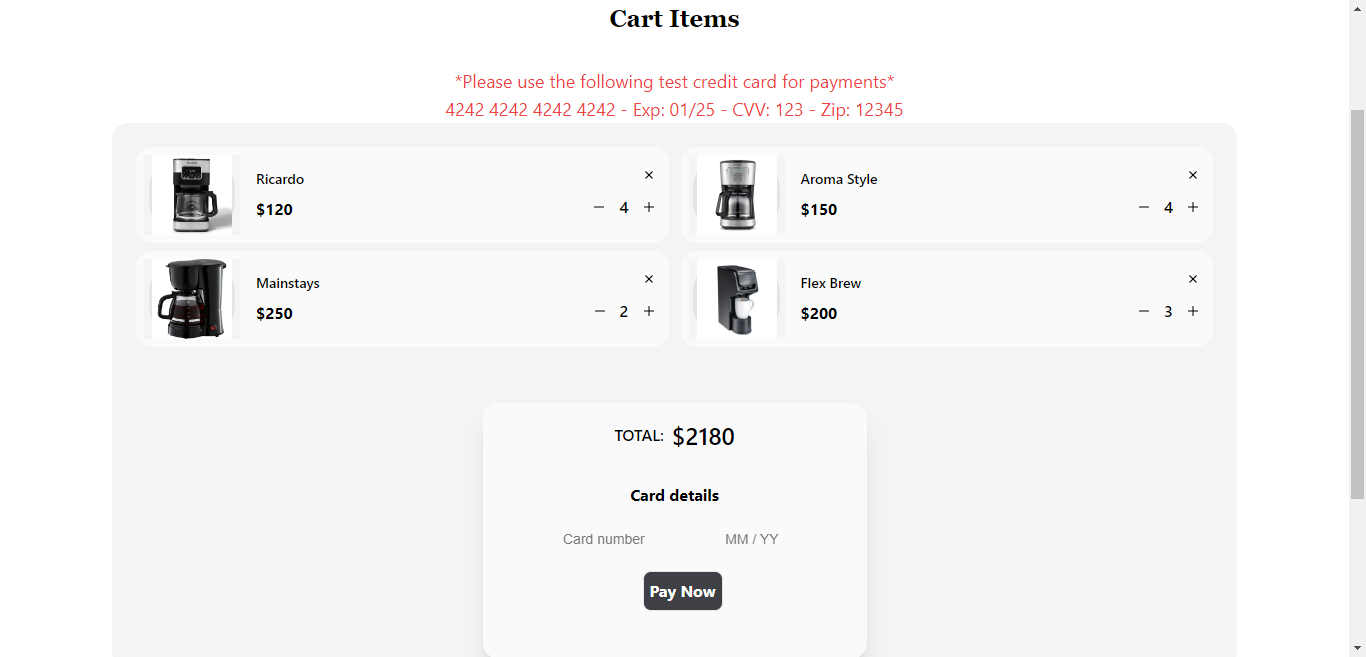 Cart Items
*Please use the following test credit card for payments*
4242 4242 4242 4242 - Exp: 01/25 - CVV: 123 - Zip: 12345
Ricardo
×
$120
− 4 +
Aroma Style
×
$150
− 4 +
Mainstays
×
$250
− 2 +
Flex Brew
×
$200
− 3 +
TOTAL: $2180
Card details
Card number MM / YY
Pay Now